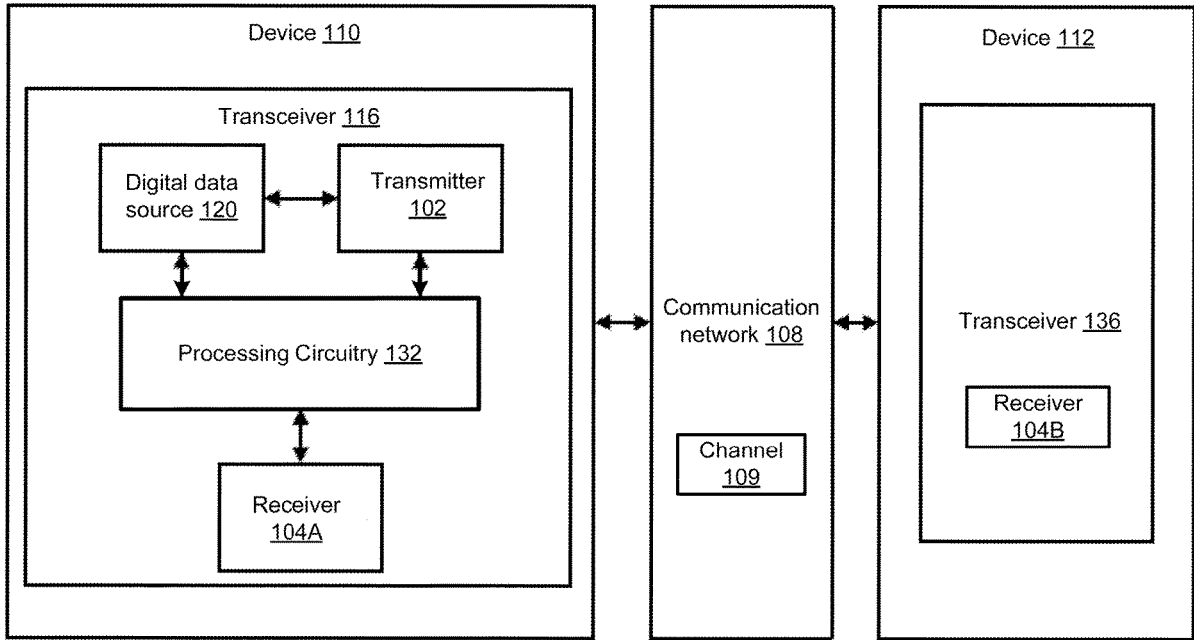 Device 110
Transceiver 116
Digital data
source 120
Transmitter
102
Processing Circuitry 132
Receiver
104A
Communication
network 108
Channel
109
Device 112
Transceiver 136
Receiver
104B